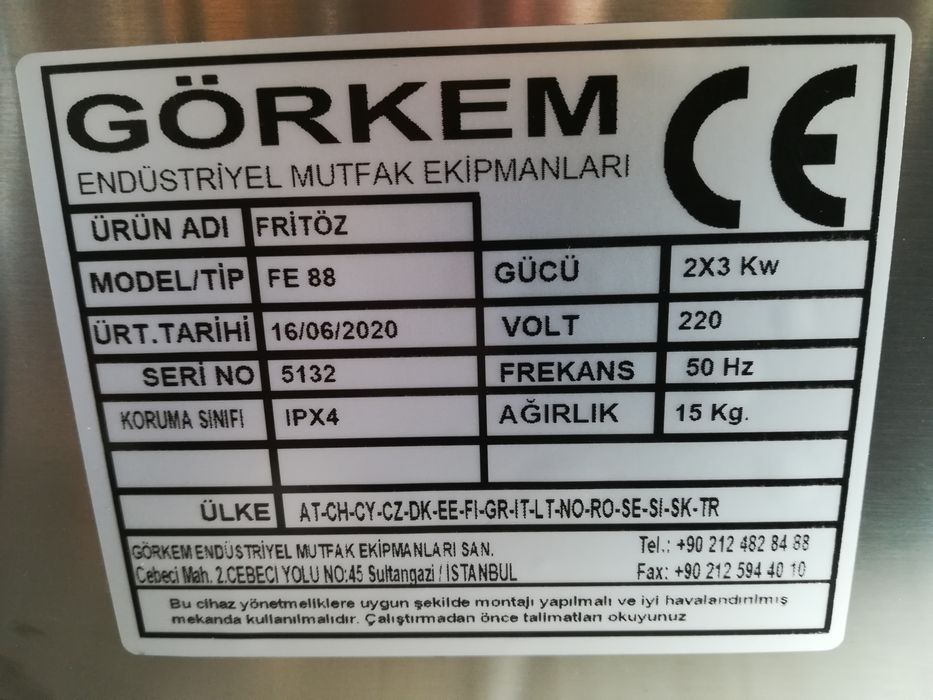 GÖRKEM CE
ENDÜSTRİYEL MUTFAK EKİPMANLARI
ÜRÜN ADI FRİTÖZ
MODEL/TİP FE 88 GÜCÜ 2X3 Kw
ÜRT.TARİHİ 16/06/2020 VOLT 220
SERİ NO 5132 FREKANS 50 Hz
KORUMA SINIFI IPX4 AĞIRLIK 15 Kg.
ÜLKE AT-CH-CY-CZ-DK-EE-FI-GR-IT-LT-NO-RO-SE-SI-SK-TR
GÖRKEM ENDÜSTRİYEL MUTFAK EKİPMANLARI SAN. Tel.: +90 212 482 84 88
Cebeci Mah. 2.CEBECİ YOLU NO:45 Sultangazi / İSTANBUL Fax: +90 212 594 40 10
Bu cihaz yönetmeliklere uygun şekilde montajı yapılmalı ve iyi havalandırılmış
mekanda kullanılmalıdır. Çalıştırmadan önce talimatları okuyunuz